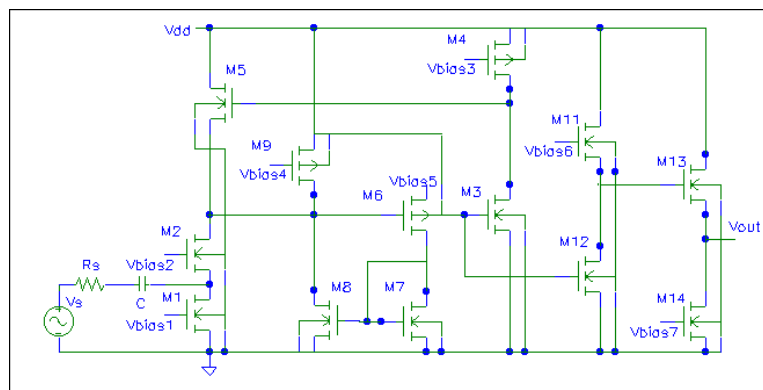 Vdd
M4
M5
Vbias3
M11
M9
Vbias6
M13
Vbias4
Vbias5
M6
M3
Vout
M2
M12
Rs
Vbias2
M8
M7
M14
Vs
C
M1
Vbias1
Vbias7